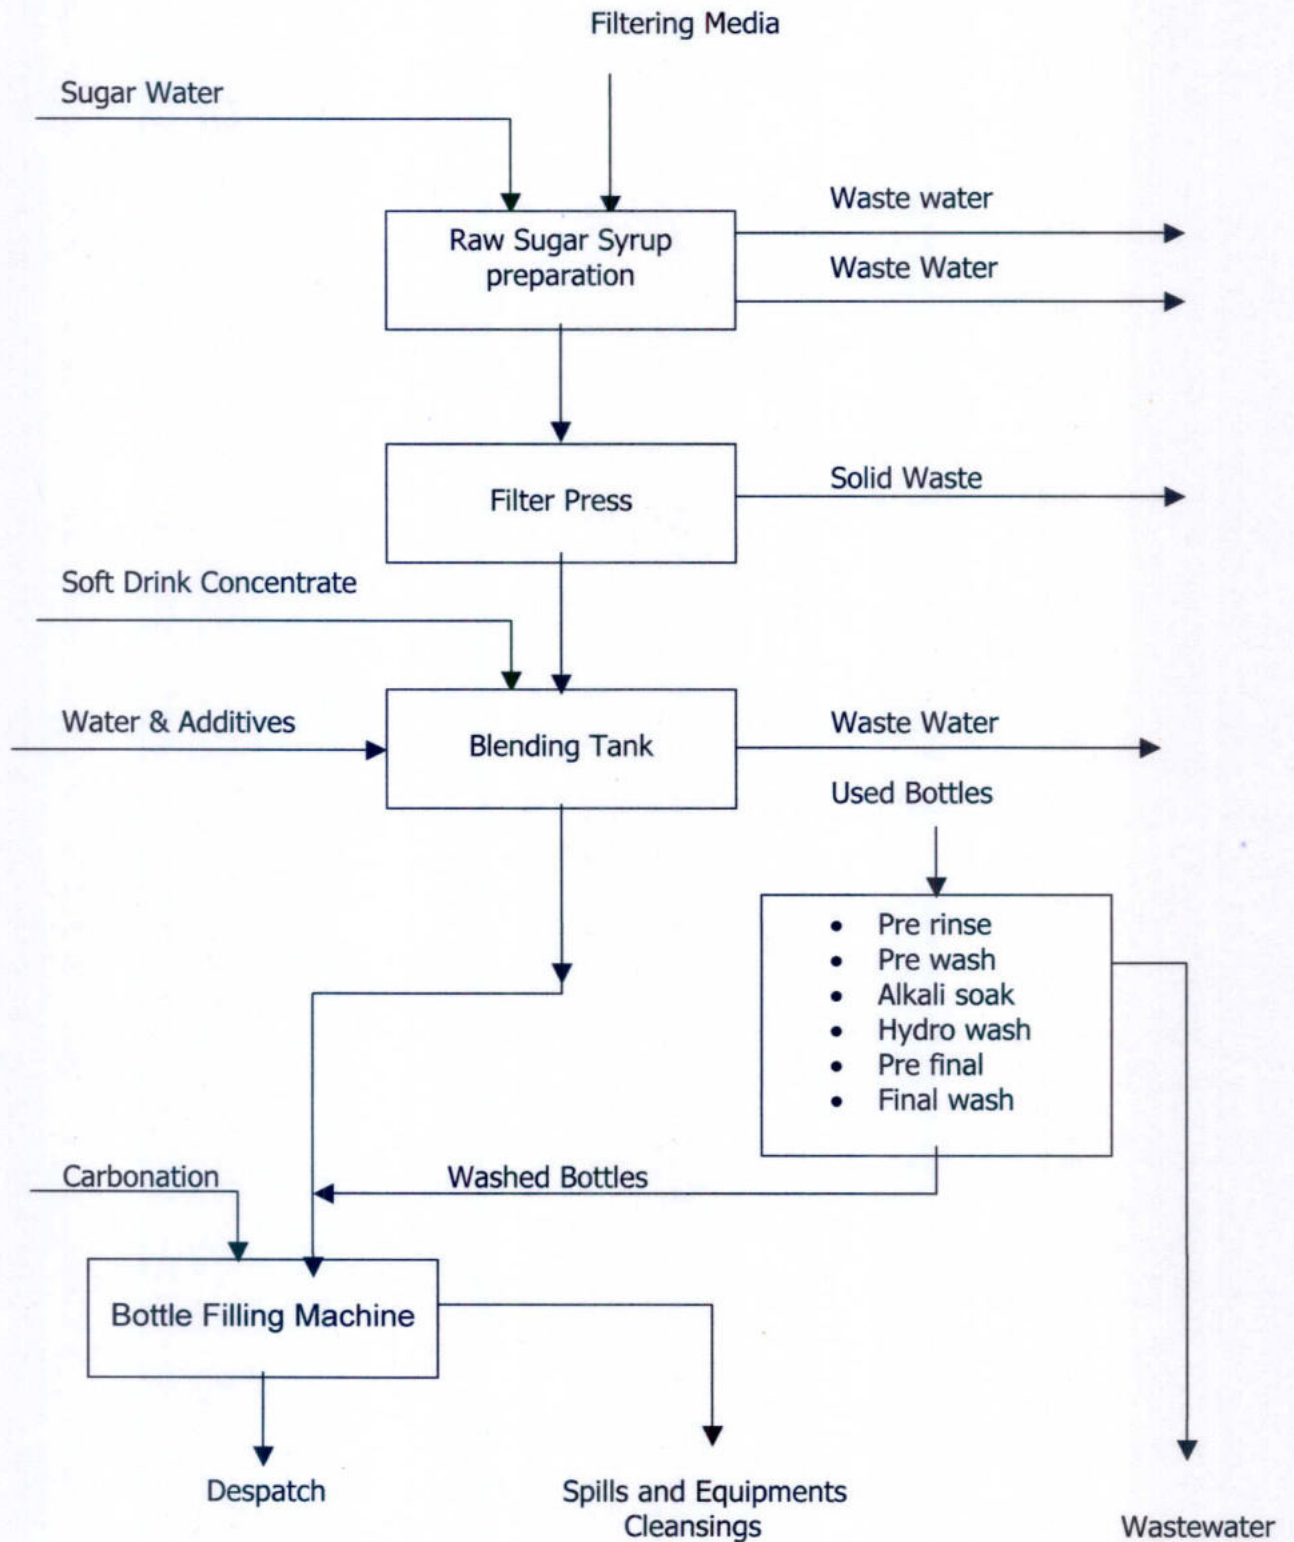 Filtering Media
Sugar Water
Waste water
Raw Sugar Syrup
preparation
Waste Water
Filter Press
Solid Waste
Soft Drink Concentrate
Water & Additives
Blending Tank
Waste Water
Used Bottles
• Pre rinse
• Pre wash
• Alkali soak
• Hydro wash
• Pre final
• Final wash
Carbonation
Washed Bottles
Bottle Filling Machine
Despatch
Spills and Equipments
Cleansings
Wastewater